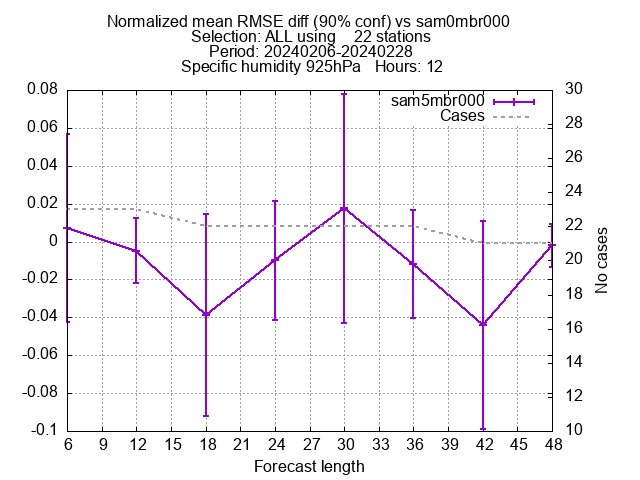 Normalized mean RMSE diff (90% conf) vs sam0mbr000
Selection: ALL using    22 stations
Period: 20240206-20240228
Specific humidity 925hPa   Hours: 12
sam5mbr000
Cases
0.08
0.06
0.04
0.02
0
-0.02
-0.04
-0.06
-0.08
-0.1
30
28
26
24
22
20
18
16
14
12
10
No cases
6 9 12 15 18 21 24 27 30 33 36 39 42 45 48
Forecast length